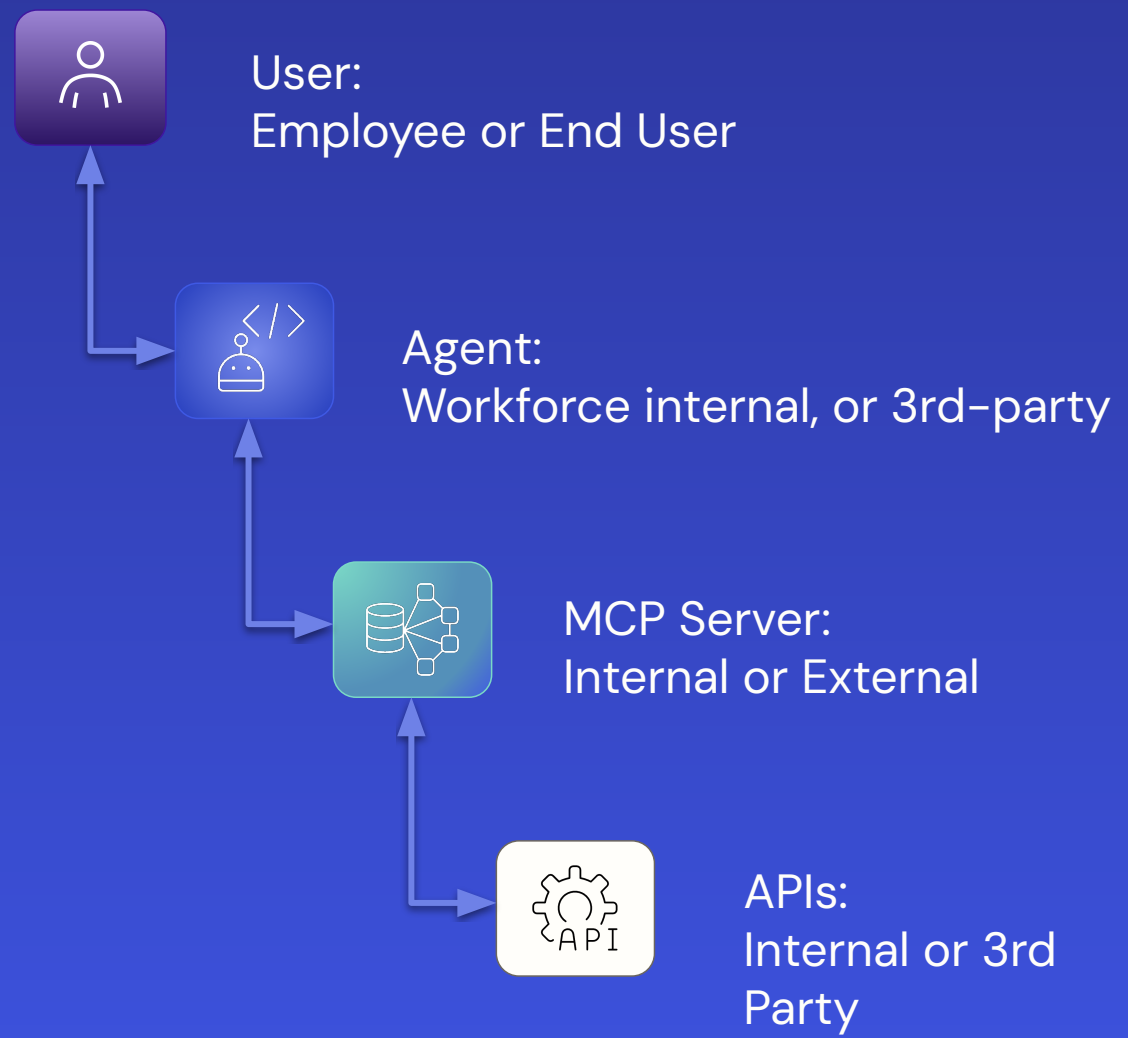 User:
Employee or End User
</>
Agent:
Workforce internal, or 3rd-party
MCP Server:
Internal or External
APIs:
Internal or 3rd
Party
API